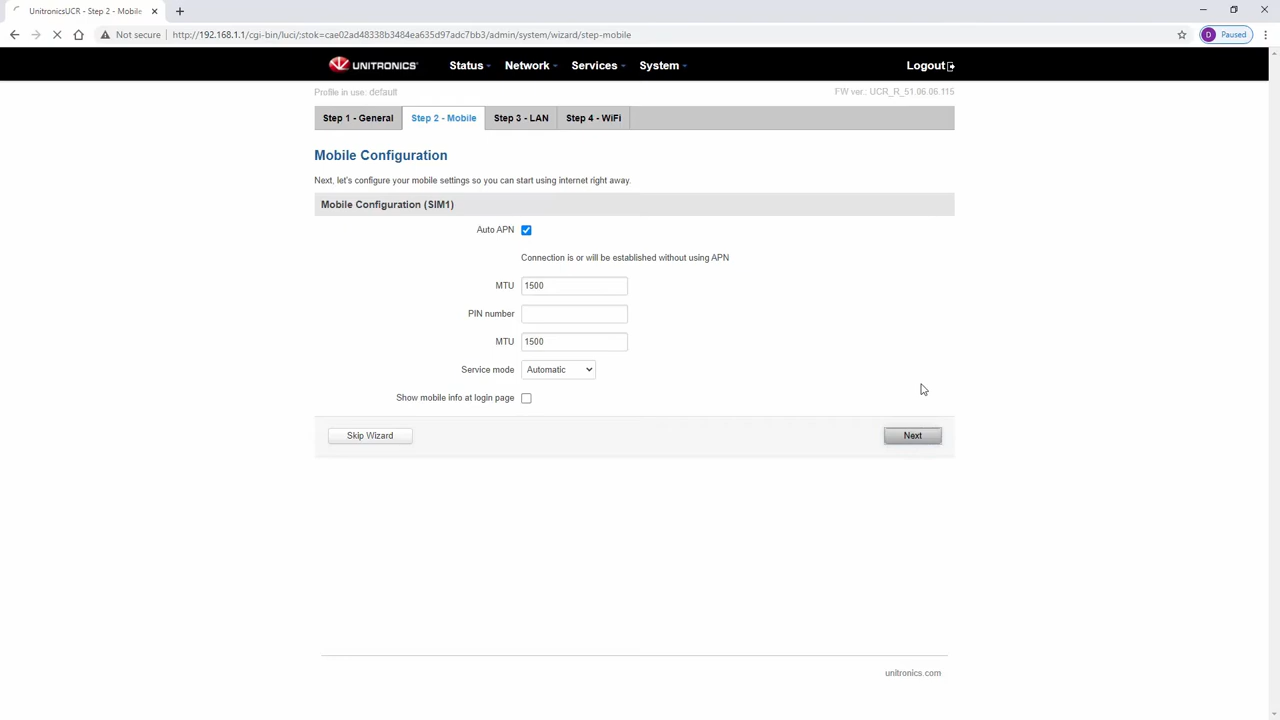 UnitronicsUCR - Step 2 - Mobile
Not secure http://192.168.1.1/cgi-bin/luci/;stok=cae02ad48338b3484ea635d97adc7bb3/admin/system/wizard/step-mobile D Paused
UNITRONICS Status Network Services System Logout
Profile in use: default FW ver.: UCR_R_51.06.06.115
Step 1 - General Step 2 - Mobile Step 3 - LAN Step 4 - WiFi
Mobile Configuration
Next, let's configure your mobile settings so you can start using internet right away.
Mobile Configuration (SIM1)
Auto APN
Connection is or will be established without using APN
MTU 1500
PIN number
MTU 1500
Service mode Automatic
Show mobile info at login page
Skip Wizard Next
unitronics.com